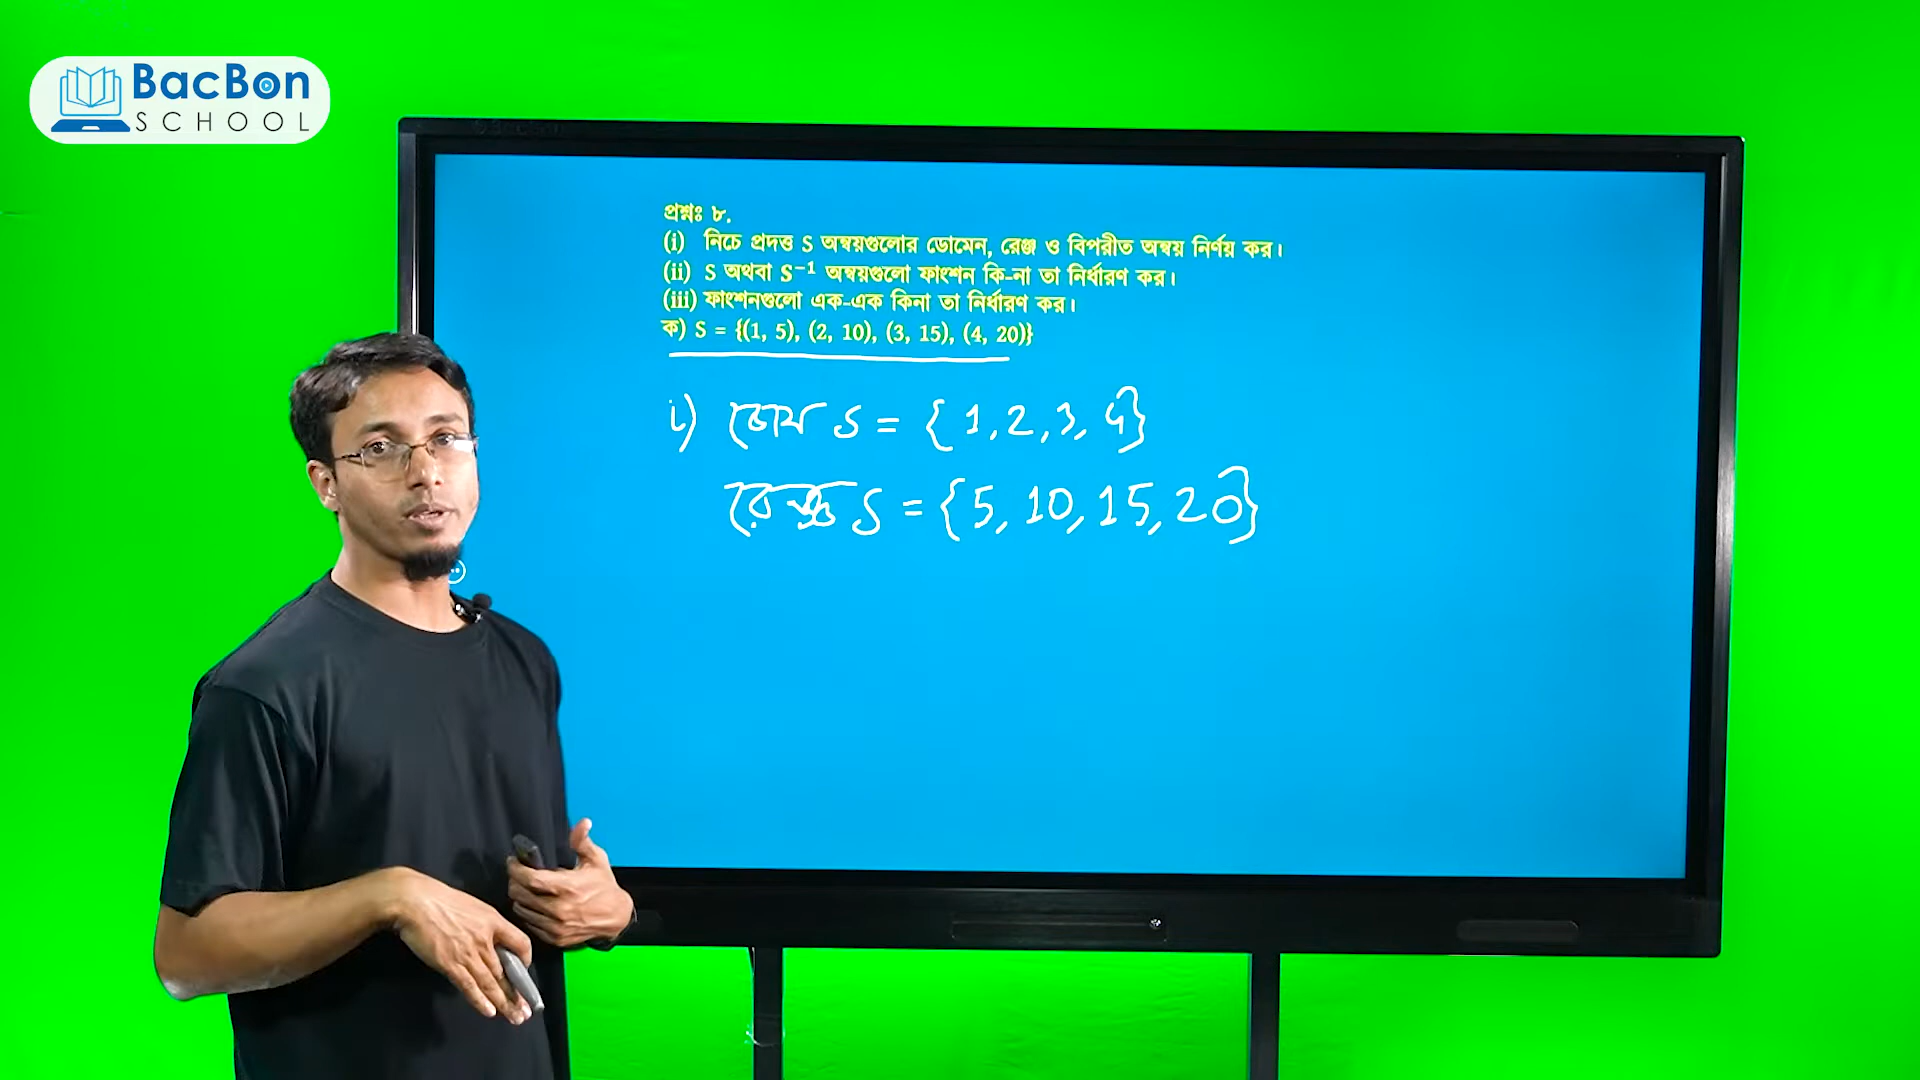 BacBon
SCHOOL
প্রশ্নঃ ৮.
(i) নিচে প্রদত্ত S অন্বয়গুলোর ডোমেন, রেঞ্জ ও বিপরীত অন্বয় নির্ণয় কর।
(ii) S অথবা S⁻¹ অন্বয়গুলো ফাংশন কি-না তা নির্ধারণ কর।
(iii) ফাংশনগুলো এক-এক কিনা তা নির্ধারণ কর।
ক) S = {(1, 5), (2, 10), (3, 15), (4, 20)}
i) ডোম S = {1, 2, 3, 4}
রেঞ্জ S = {5, 10, 15, 20}